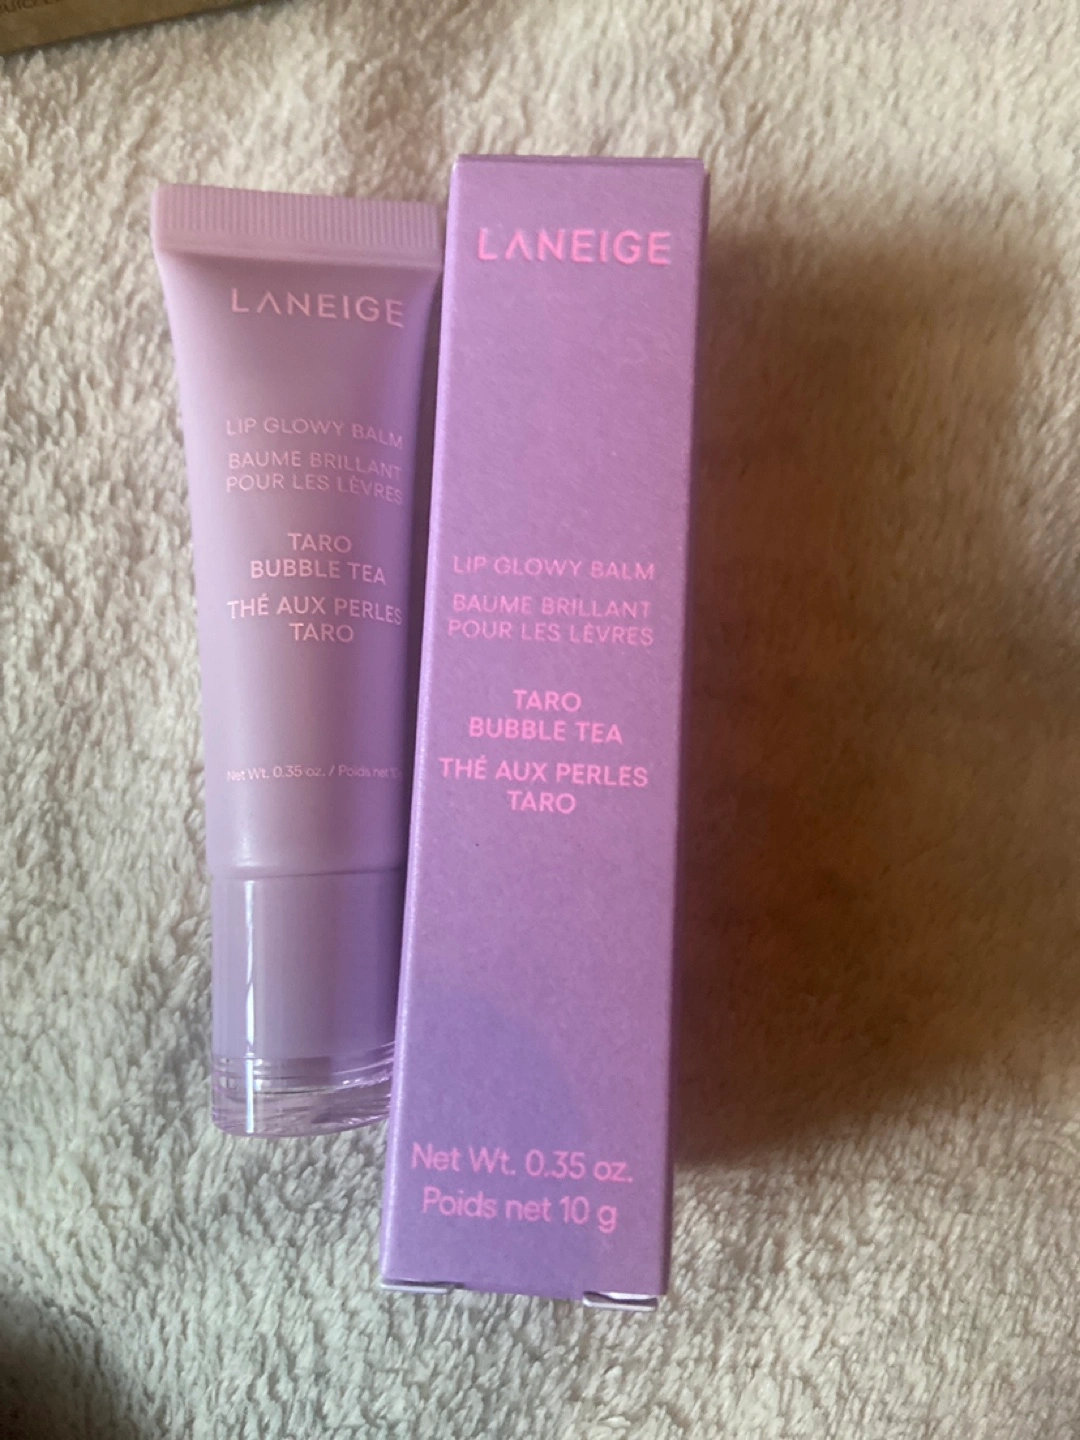 LANEIGE
LIP GLOWY BALM
BAUME BRILLANT
POUR LES LÈVRES
TARO
BUBBLE TEA
THÉ AUX PERLES
TARO
Net Wt. 0.35 oz. / Poids net
LANEIGE
LIP GLOWY BALM
BAUME BRILLANT
POUR LES LÈVRES
TARO
BUBBLE TEA
THÉ AUX PERLES
TARO
Net Wt. 0.35 oz.
Poids net 10 g